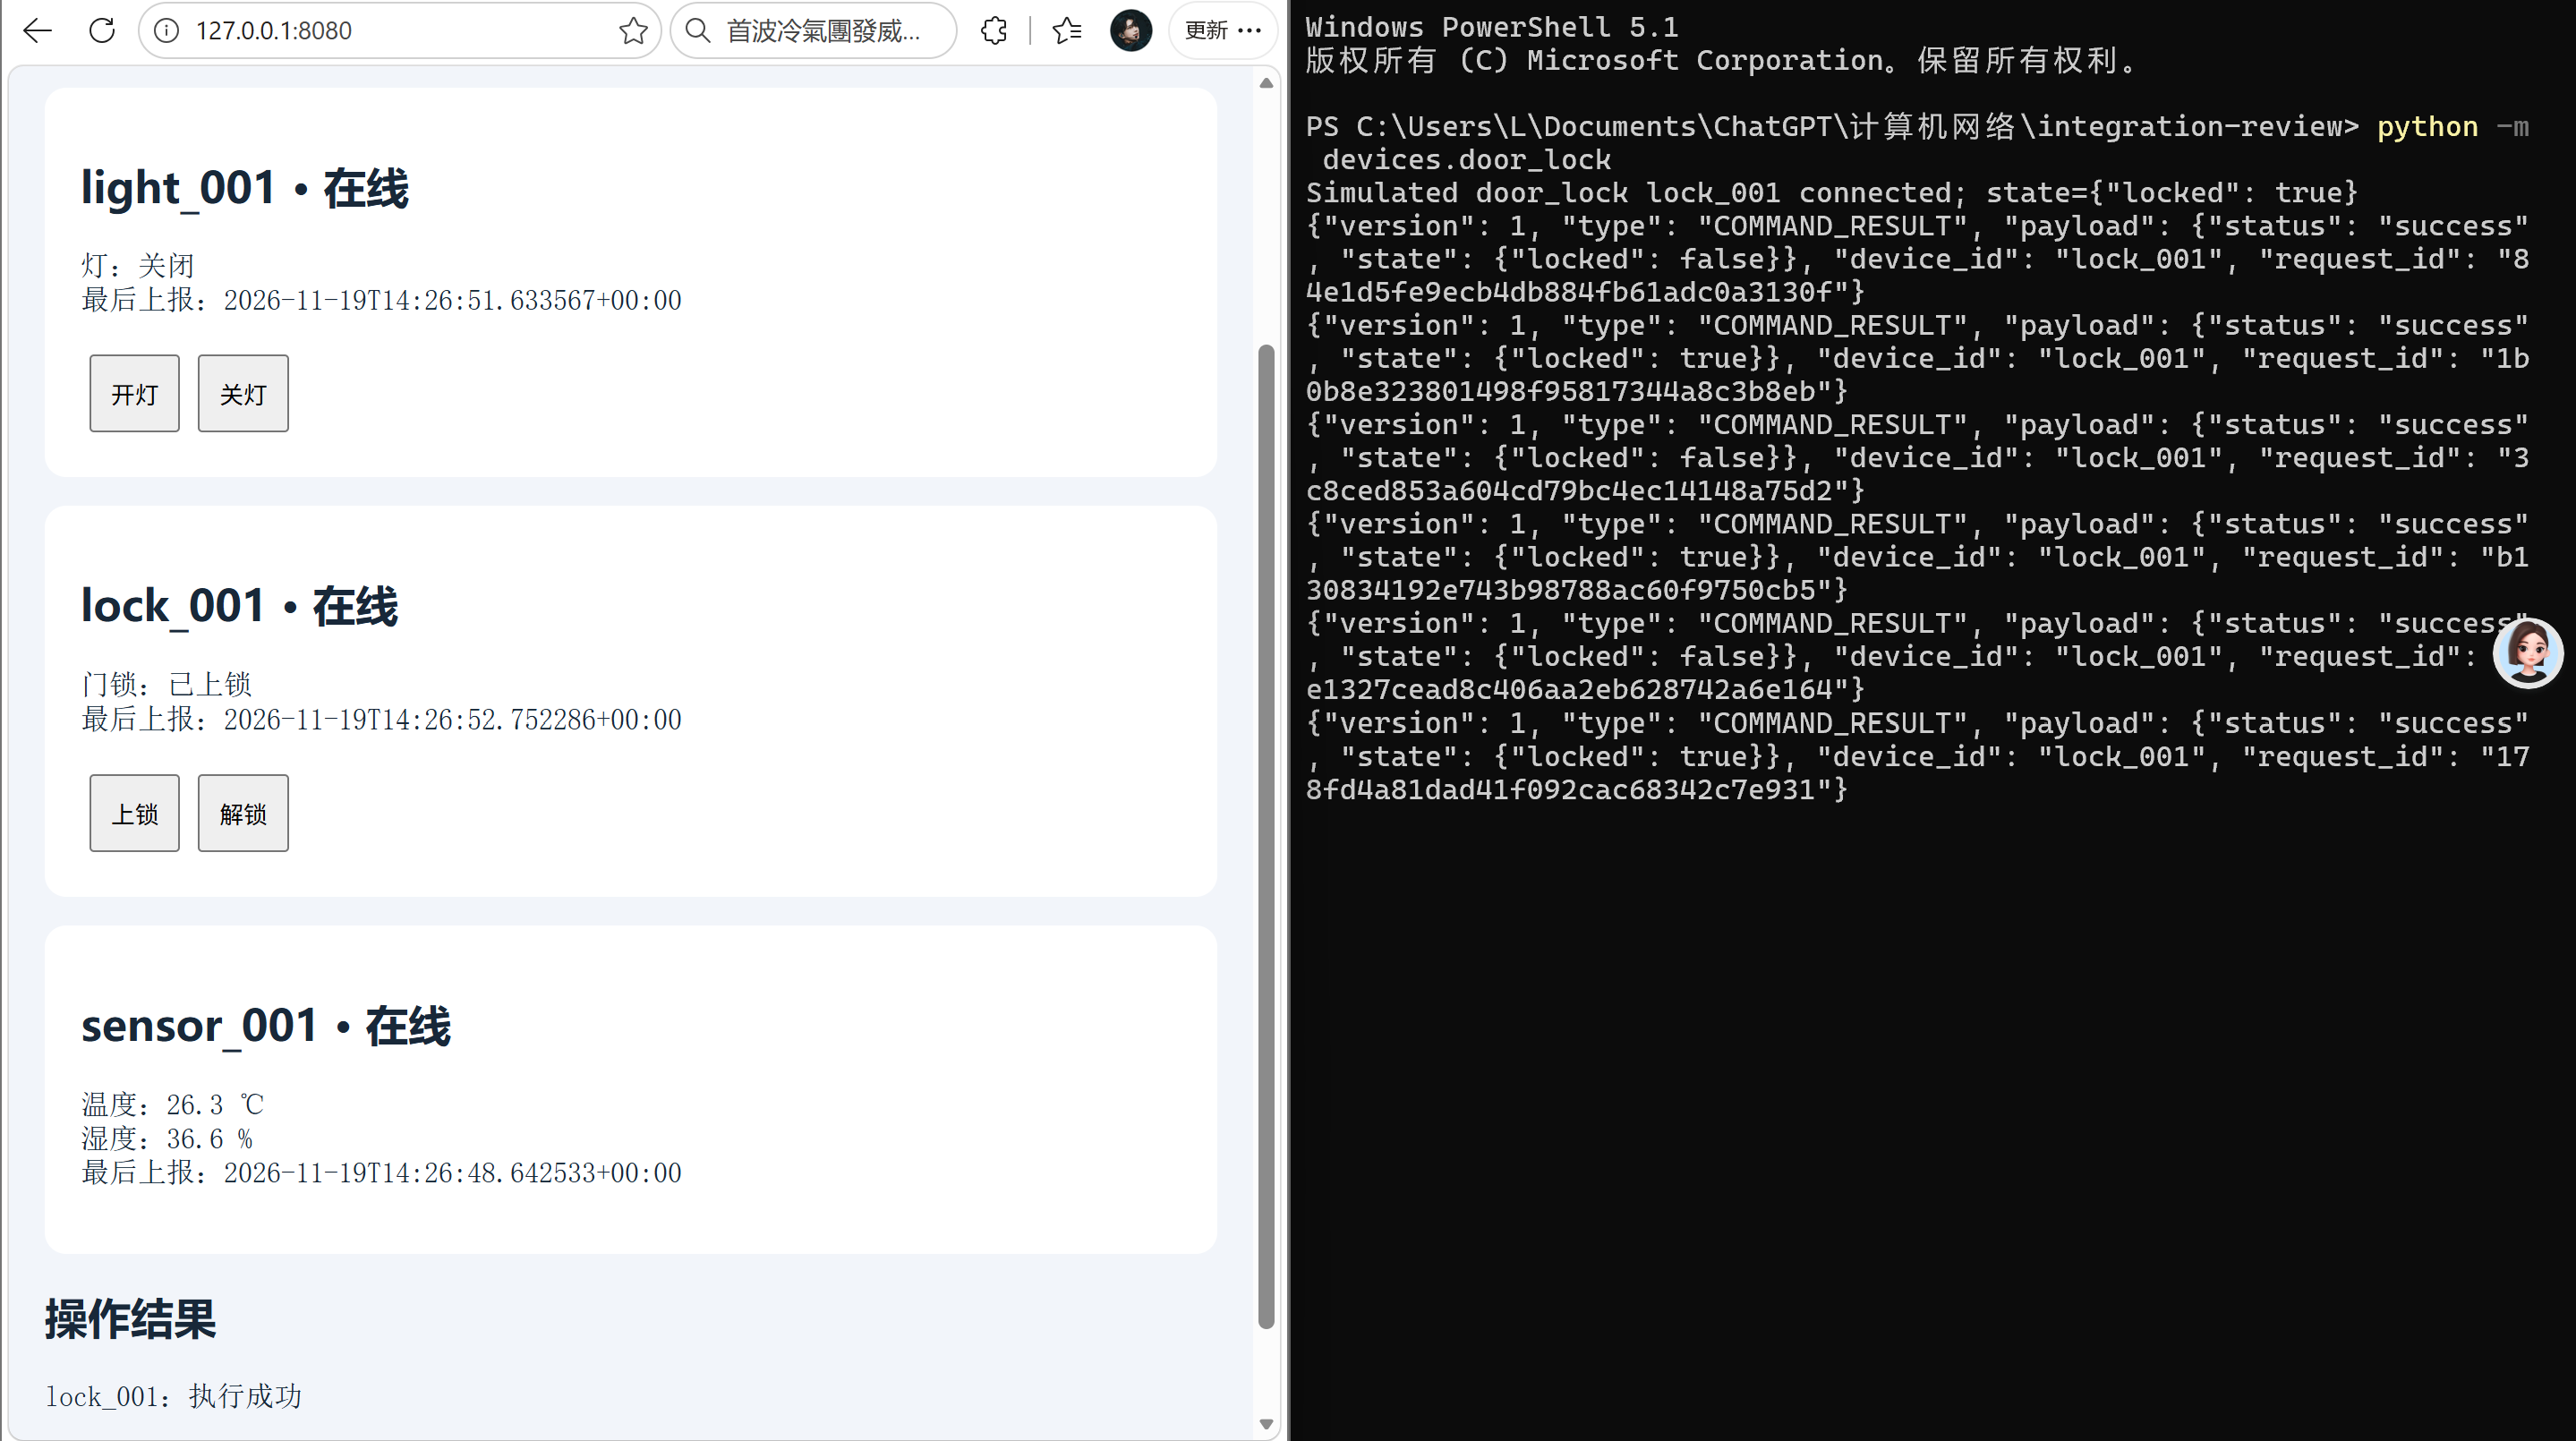 127.0.0.1:8080
首波冷氣團發威...
更新
light_001 • 在线
灯：关闭
最后上报：2026-11-19T14:26:51.633567+00:00
开灯 关灯
lock_001 • 在线
门锁：已上锁
最后上报：2026-11-19T14:26:52.752286+00:00
上锁 解锁
sensor_001 • 在线
温度：26.3 ℃
湿度：36.6 %
最后上报：2026-11-19T14:26:48.642533+00:00
操作结果
lock_001：执行成功
Windows PowerShell 5.1
版权所有 (C) Microsoft Corporation。保留所有权利。
PS C:\Users\L\Documents\ChatGPT\计算机网络\integration-review> python -m
devices.door_lock
Simulated door_lock lock_001 connected; state={"locked": true}
{"version": 1, "type": "COMMAND_RESULT", "payload": {"status": "success"
, "state": {"locked": false}}, "device_id": "lock_001", "request_id": "8
4e1d5fe9ecb4db884fb61adc0a3130f"}
{"version": 1, "type": "COMMAND_RESULT", "payload": {"status": "success"
, "state": {"locked": true}}, "device_id": "lock_001", "request_id": "1b
0b8e323801498f95817344a8c3b8eb"}
{"version": 1, "type": "COMMAND_RESULT", "payload": {"status": "success"
, "state": {"locked": false}}, "device_id": "lock_001", "request_id": "3
c8ced853a604cd79bc4ec14148a75d2"}
{"version": 1, "type": "COMMAND_RESULT", "payload": {"status": "success"
, "state": {"locked": true}}, "device_id": "lock_001", "request_id": "b1
30834192e743b98788ac60f9750cb5"}
{"version": 1, "type": "COMMAND_RESULT", "payload": {"status": "success"
, "state": {"locked": false}}, "device_id": "lock_001", "request_id":
e1327cead8c406aa2eb628742a6e164"}
{"version": 1, "type": "COMMAND_RESULT", "payload": {"status": "success"
, "state": {"locked": true}}, "device_id": "lock_001", "request_id": "17
8fd4a81dad41f092cac68342c7e931"}